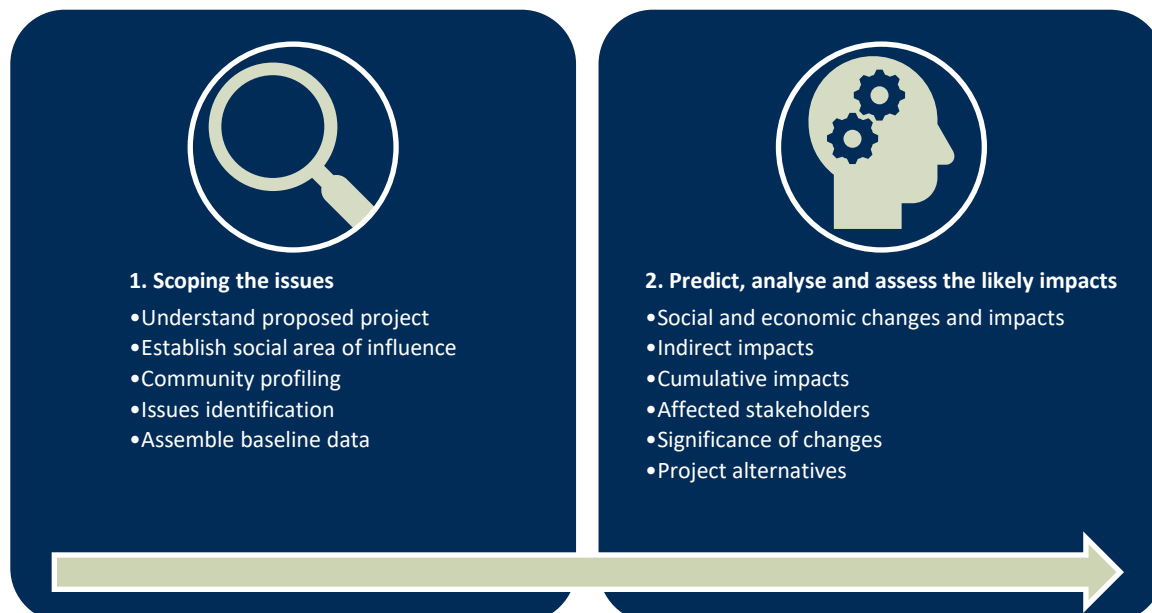 1. Scoping the issues
•Understand proposed project
•Establish social area of influence
•Community profiling
•Issues identification
•Assemble baseline data
2. Predict, analyse and assess the likely impacts
•Social and economic changes and impacts
•Indirect impacts
•Cumulative impacts
•Affected stakeholders
•Significance of changes
•Project alternatives